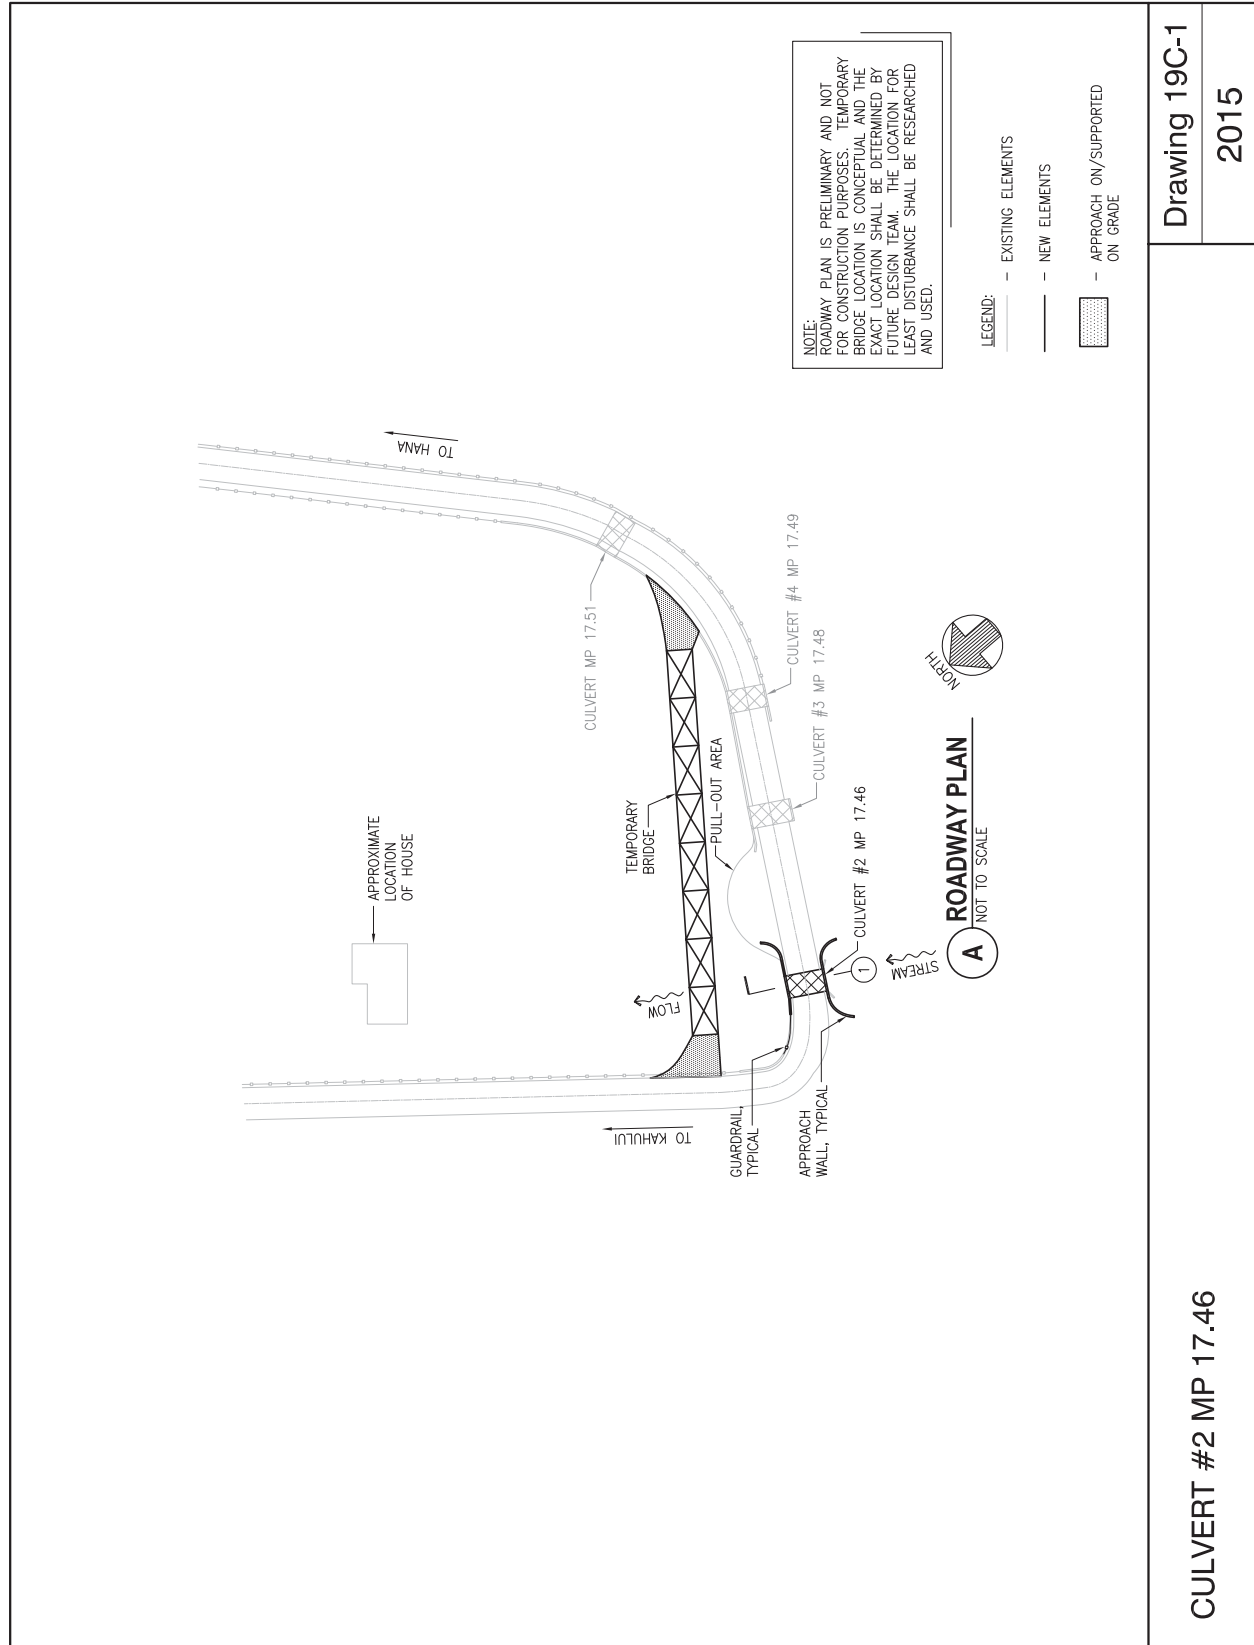 APPROXIMATE
LOCATION
OF HOUSE
TO HANA
TO KAHULUI
CULVERT MP 17.51
TEMPORARY
BRIDGE
FLOW
PULL-OUT AREA
GUARDRAIL,
TYPICAL
APPROACH
WALL, TYPICAL
CULVERT #4 MP 17.49
CULVERT #3 MP 17.48
CULVERT #2 MP 17.46
1
STREAM
NORTH
A
ROADWAY PLAN
NOT TO SCALE
NOTE:
ROADWAY PLAN IS PRELIMINARY AND NOT
FOR CONSTRUCTION PURPOSES. TEMPORARY
BRIDGE LOCATION IS CONCEPTUAL AND THE
EXACT LOCATION SHALL BE DETERMINED BY
FUTURE DESIGN TEAM. THE LOCATION FOR
LEAST DISTURBANCE SHALL BE RESEARCHED
AND USED.
LEGEND:
- EXISTING ELEMENTS
- NEW ELEMENTS
- APPROACH ON/SUPPORTED
ON GRADE
CULVERT #2 MP 17.46
Drawing 19C-1
2015